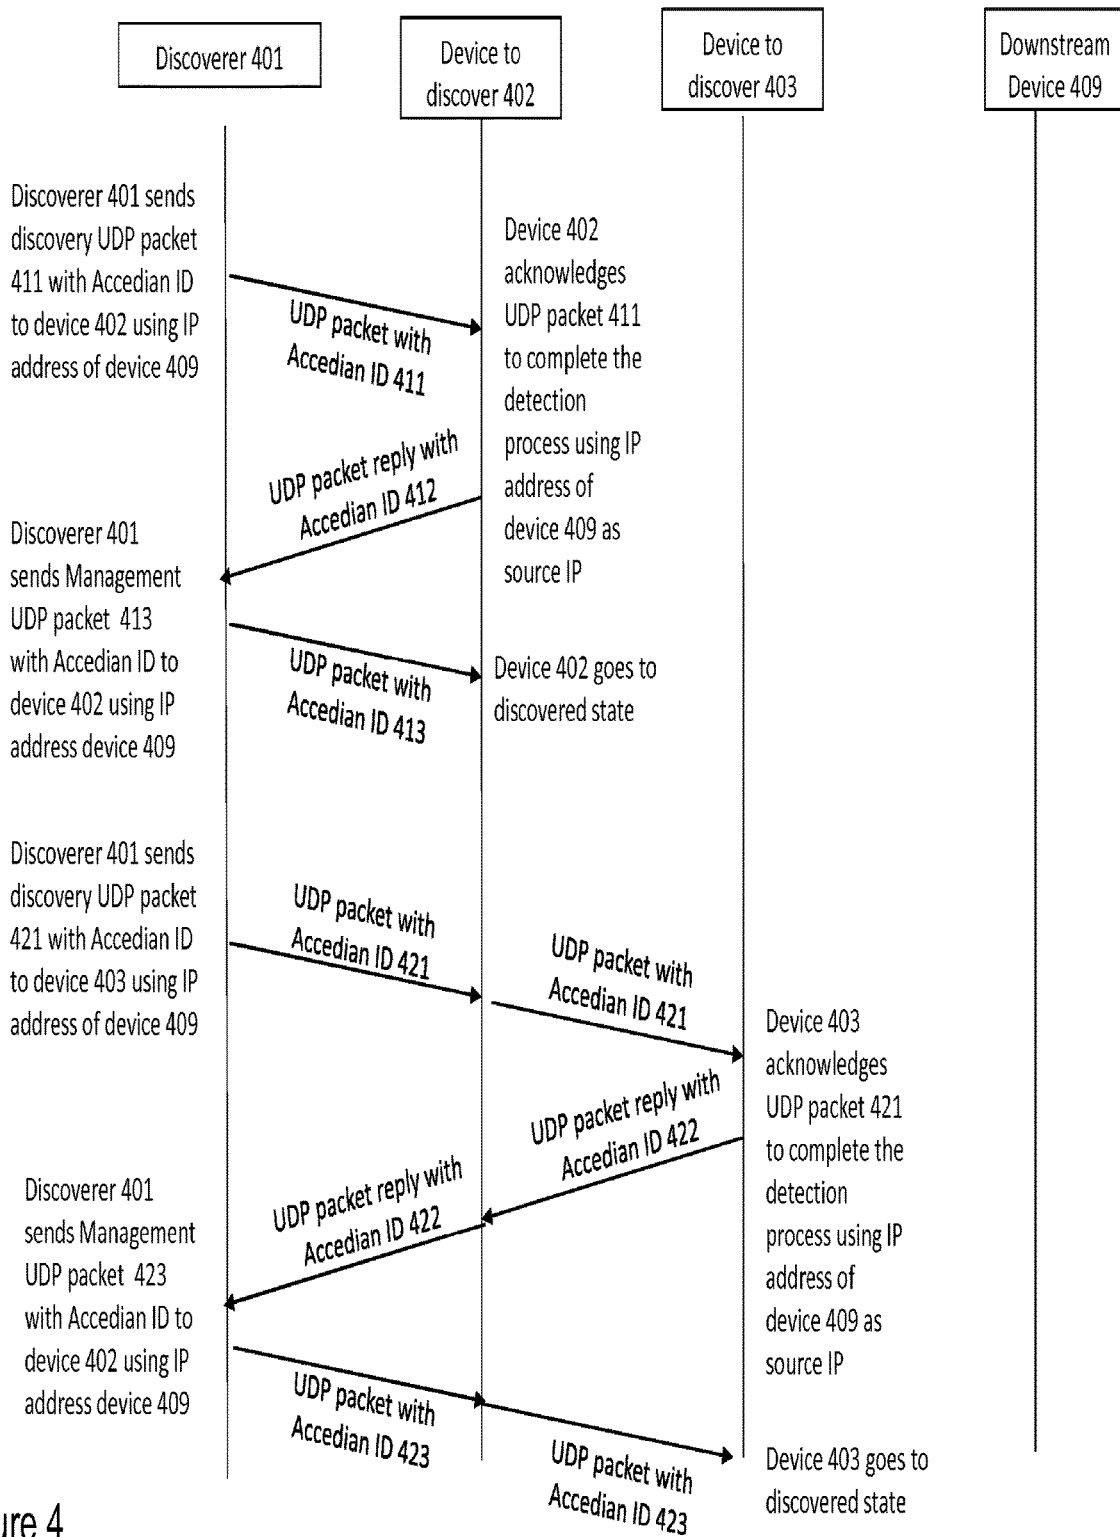 Discoverer 401
Device to
discover 402
Device to
discover 403
Downstream
Device 409
Discoverer 401 sends
discovery UDP packet
411 with Accedian ID
to device 402 using IP
address of device 409
UDP packet with
Accedian ID 411
Device 402
acknowledges
UDP packet 411
to complete the
detection
process using IP
address of
device 409 as
source IP
UDP packet reply with
Accedian ID 412
Discoverer 401
sends Management
UDP packet 413
with Accedian ID to
device 402 using IP
address device 409
UDP packet with
Accedian ID 413
Device 402 goes to
discovered state
Discoverer 401 sends
discovery UDP packet
421 with Accedian ID
to device 403 using IP
address of device 409
UDP packet with
Accedian ID 421
UDP packet with
Accedian ID 421
Device 403
acknowledges
UDP packet 421
to complete the
detection
process using IP
address of
device 409 as
source IP
UDP packet reply with
Accedian ID 422
UDP packet reply with
Accedian ID 422
Discoverer 401
sends Management
UDP packet 423
with Accedian ID to
device 402 using IP
address device 409
UDP packet with
Accedian ID 423
UDP packet with
Accedian ID 423
Device 403 goes to
discovered state
ure 4